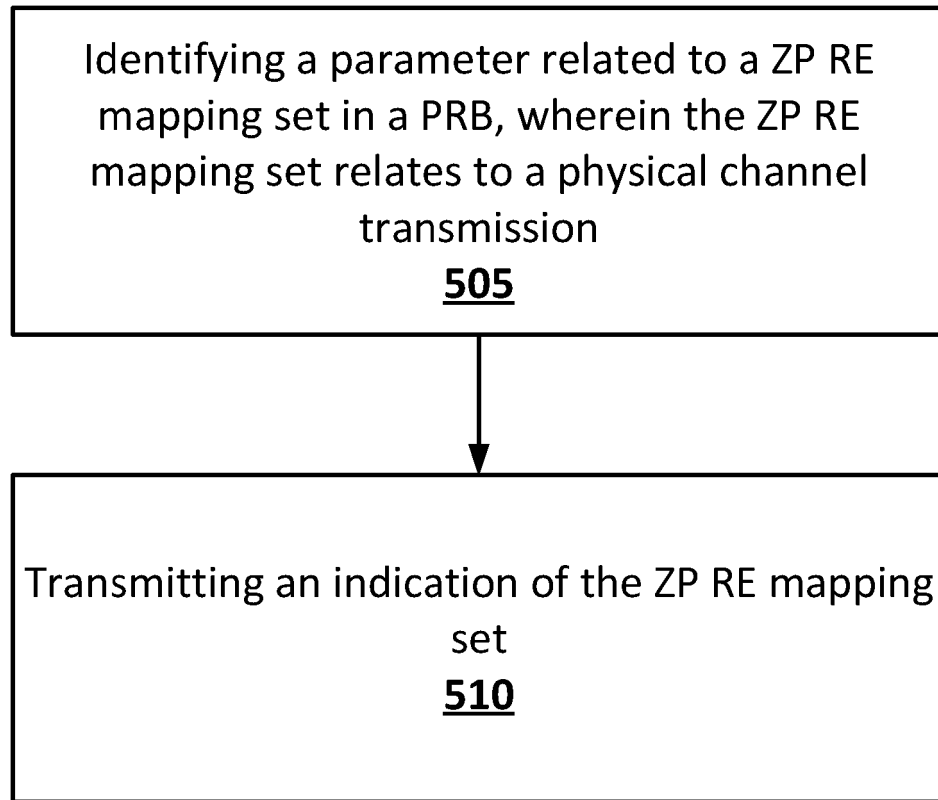 Identifying a parameter related to a ZP RE
mapping set in a PRB, wherein the ZP RE
mapping set relates to a physical channel
transmission
505
Transmitting an indication of the ZP RE mapping
set
510